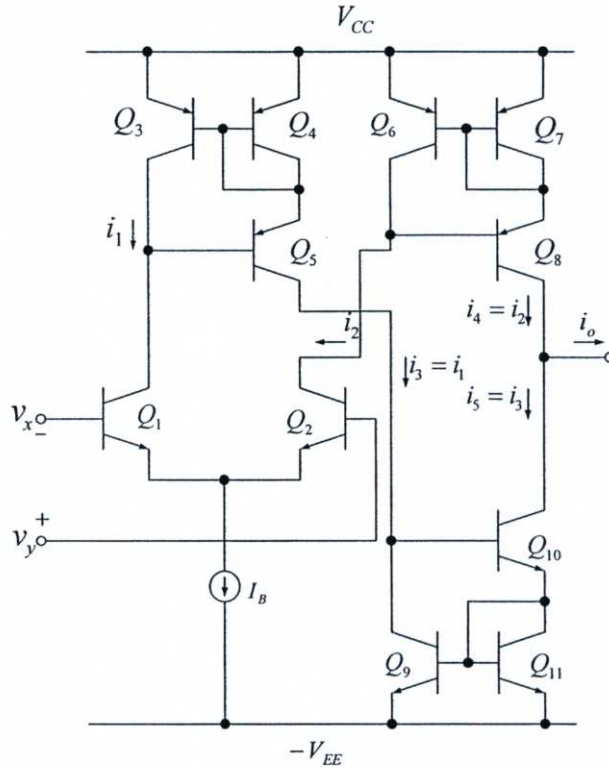 V_CC
Q_3
Q_4
Q_6
Q_7
i_1
Q_5
Q_8
i_4 = i_2
i_2
i_o
i_3 = i_1
i_5 = i_3
v_x
−
Q_1
Q_2
+
v_y
Q_10
I_B
Q_9
Q_11
−V_EE